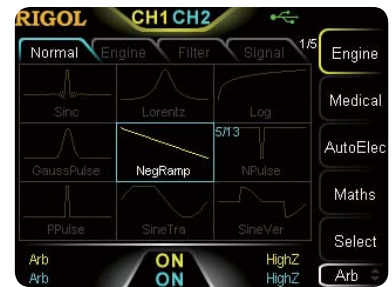 RIGOL CH1 CH2
Normal Engine Filter Signal 1/5
Engine
Sinc Lorentz Log
Medical
5/13
AutoElec
GaussPulse NegRamp NPulse
Maths
PPulse SineTra SineVer
Select
Arb ON HighZ
Arb ON HighZ
Arb